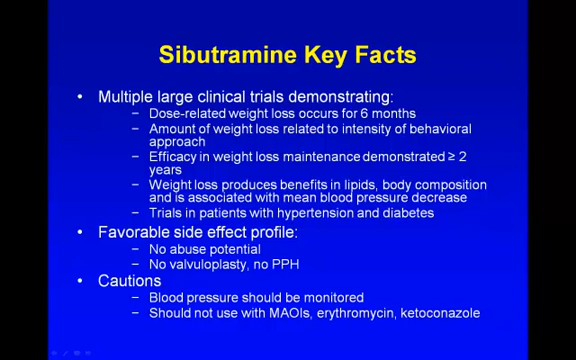 Sibutramine Key Facts
• Multiple large clinical trials demonstrating:
– Dose-related weight loss occurs for 6 months
– Amount of weight loss related to intensity of behavioral
approach
– Efficacy in weight loss maintenance demonstrated ≥ 2
years
– Weight loss produces benefits in lipids, body composition
and is associated with mean blood pressure decrease
– Trials in patients with hypertension and diabetes
• Favorable side effect profile:
– No abuse potential
– No valvuloplasty, no PPH
• Cautions
– Blood pressure should be monitored
– Should not use with MAOIs, erythromycin, ketoconazole